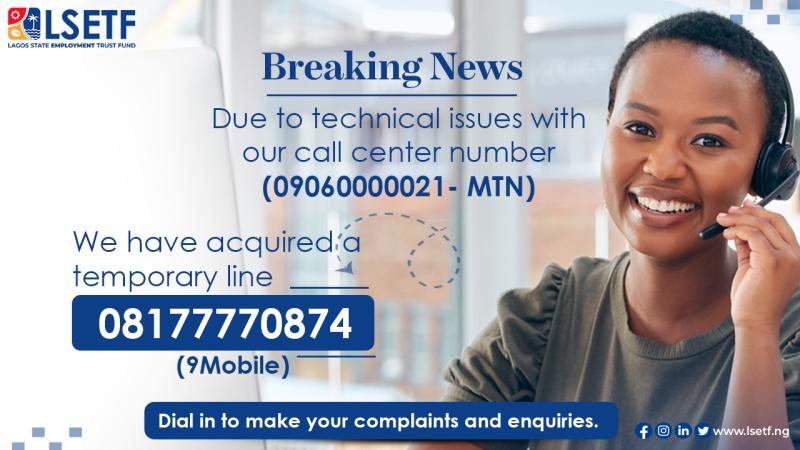 LSETF
LAGOS STATE EMPLOYMENT TRUST FUND
Breaking News
Due to technical issues with
our call center number
(09060000021- MTN)
We have acquired a
temporary line
08177770874
(9Mobile)
Dial in to make your complaints and enquiries.
www.lsetf.ng